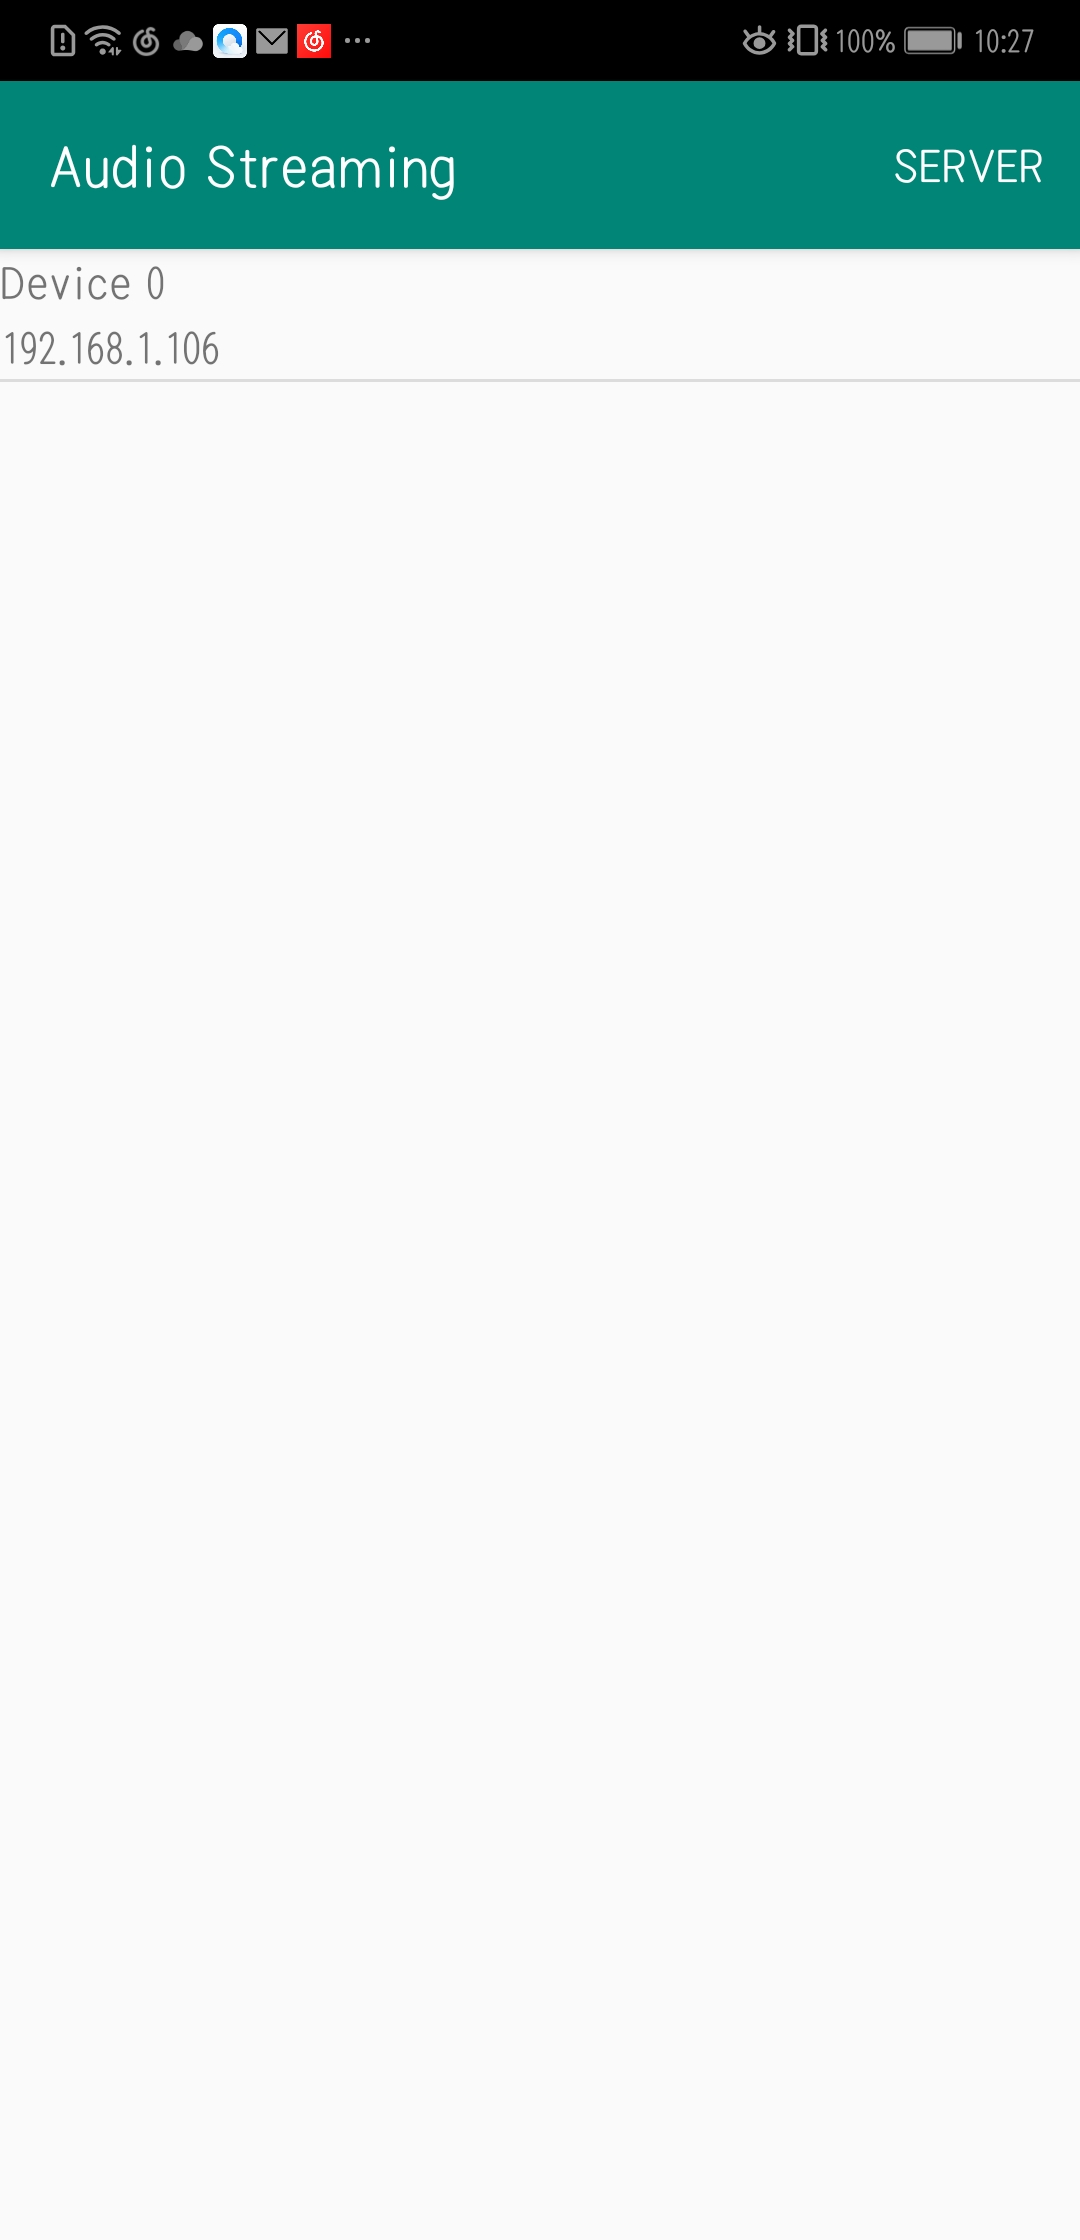 100% 10:27
Audio Streaming SERVER
Device 0
192.168.1.106